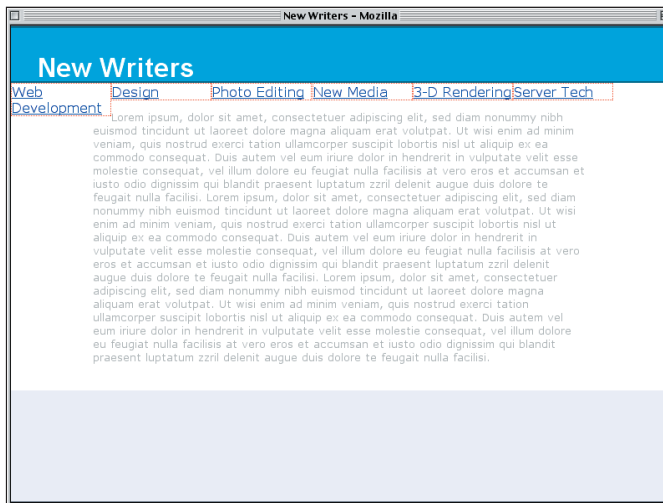 New Writers - Mozilla
New Writers
Web Design Photo Editing New Media 3-D Rendering Server Tech
Development
Lorem ipsum, dolor sit amet, consectetuer adipiscing elit, sed diam nonummy nibh
euismod tincidunt ut laoreet dolore magna aliquam erat volutpat. Ut wisi enim ad minim
veniam, quis nostrud exerci tation ullamcorper suscipit lobortis nisl ut aliquip ex ea
commodo consequat. Duis autem vel eum iriure dolor in hendrerit in vulputate velit esse
molestie consequat, vel illum dolore eu feugiat nulla facilisis at vero eros et accumsan et
iusto odio dignissim qui blandit praesent luptatum zzril delenit augue duis dolore te
feugait nulla facilisi. Lorem ipsum, dolor sit amet, consectetuer adipiscing elit, sed diam
nonummy nibh euismod tincidunt ut laoreet dolore magna aliquam erat volutpat. Ut wisi
enim ad minim veniam, quis nostrud exerci tation ullamcorper suscipit lobortis nisl ut
aliquip ex ea commodo consequat. Duis autem vel eum iriure dolor in hendrerit in
vulputate velit esse molestie consequat, vel illum dolore eu feugiat nulla facilisis at vero
eros et accumsan et iusto odio dignissim qui blandit praesent luptatum zzril delenit
augue duis dolore te feugait nulla facilisi. Lorem ipsum, dolor sit amet, consectetuer
adipiscing elit, sed diam nonummy nibh euismod tincidunt ut laoreet dolore magna
aliquam erat volutpat. Ut wisi enim ad minim veniam, quis nostrud exerci tation
ullamcorper suscipit lobortis nisl ut aliquip ex ea commodo consequat. Duis autem vel
eum iriure dolor in hendrerit in vulputate velit esse molestie consequat, vel illum dolore
eu feugiat nulla facilisis at vero eros et accumsan et iusto odio dignissim qui blandit
praesent luptatum zzril delenit augue duis dolore te feugait nulla facilisi.